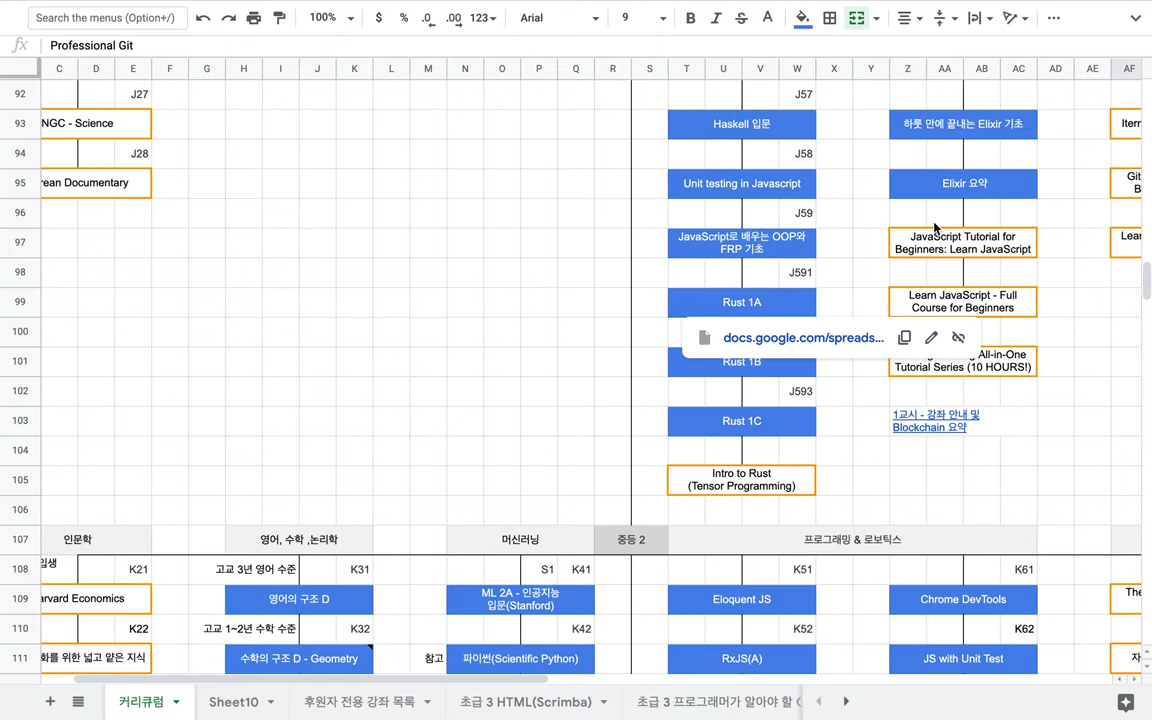 Search the menus (Option+/)
100%
$ % .0 .00 123
Arial
9
B I S A
fx Professional Git
C D E F G H I J K L M N O P Q R S T U V W X Y Z AA AB AC AD AE AF
92 J27 J57
93 NGC - Science Haskell 입문 하룻 만에 끝내는 Elixir 기초
94 J28 J58
95 rean Documentary Unit testing in Javascript Elixir 요약 Git
B
96 J59
97 JavaScript로 배우는 OOP와
FRP 기초
JavaScript Tutorial for
Beginners: Learn JavaScript
Lear
98 J591
99 Rust 1A
Learn JavaScript - Full
Course for Beginners
100
docs.google.com/spreads...
101 Rust 1B
All-in-One
Tutorial Series (10 HOURS!)
102 J593
103 Rust 1C
1교시 - 강좌 안내 및
Blockchain 요약
104
105 Intro to Rust
(Tensor Programming)
106
107 인문학 영어, 수학 ,논리학 머신러닝 중등 2 프로그래밍 & 로보틱스
108 입생 K21 고교 3년 영어 수준 K31 S1 K41 K51 K61
109 arvard Economics 영어의 구조 D
ML 2A - 인공지능
입문(Stanford)
Eloquent JS Chrome DevTools The
110 K22 고교 1~2년 수학 수준 K32 K42 K52 K62
111 화를 위한 넓고 얕은 지식 수학의 구조 D - Geometry 참고 파이썬(Scientific Python) RxJS(A) JS with Unit Test 자
커리큘럼 Sheet10 후원자 전용 강좌 목록 초급 3 HTML(Scrimba) 초급 3 프로그래머가 알아야 할